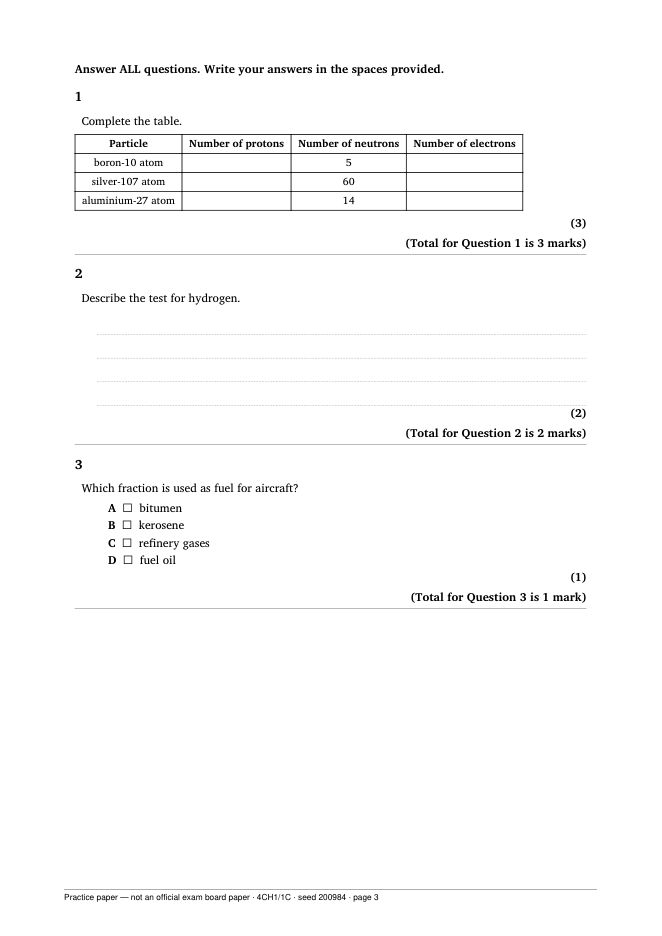 Answer ALL questions. Write your answers in the spaces provided.
1
Complete the table.
Particle Number of protons Number of neutrons Number of electrons
boron-10 atom 5
silver-107 atom 60
aluminium-27 atom 14
(3)
(Total for Question 1 is 3 marks)
2
Describe the test for hydrogen.
(2)
(Total for Question 2 is 2 marks)
3
Which fraction is used as fuel for aircraft?
A ☐ bitumen
B ☐ kerosene
C ☐ refinery gases
D ☐ fuel oil
(1)
(Total for Question 3 is 1 mark)
Practice paper — not an official exam board paper · 4CH1/1C · seed 200984 · page 3